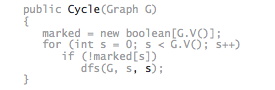 public Cycle(Graph G)
{
marked = new boolean[G.V()];
for (int s = 0; s < G.V(); s++)
if (!marked[s])
dfs(G, s, s);
}